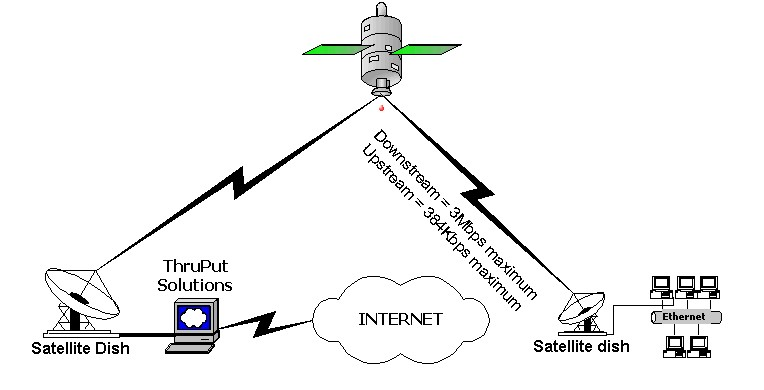 Downstream = 3Mbps maximum
Upstream = 384Kbps maximum
ThruPut
Solutions
INTERNET
Ethernet
Satellite Dish
Satellite dish